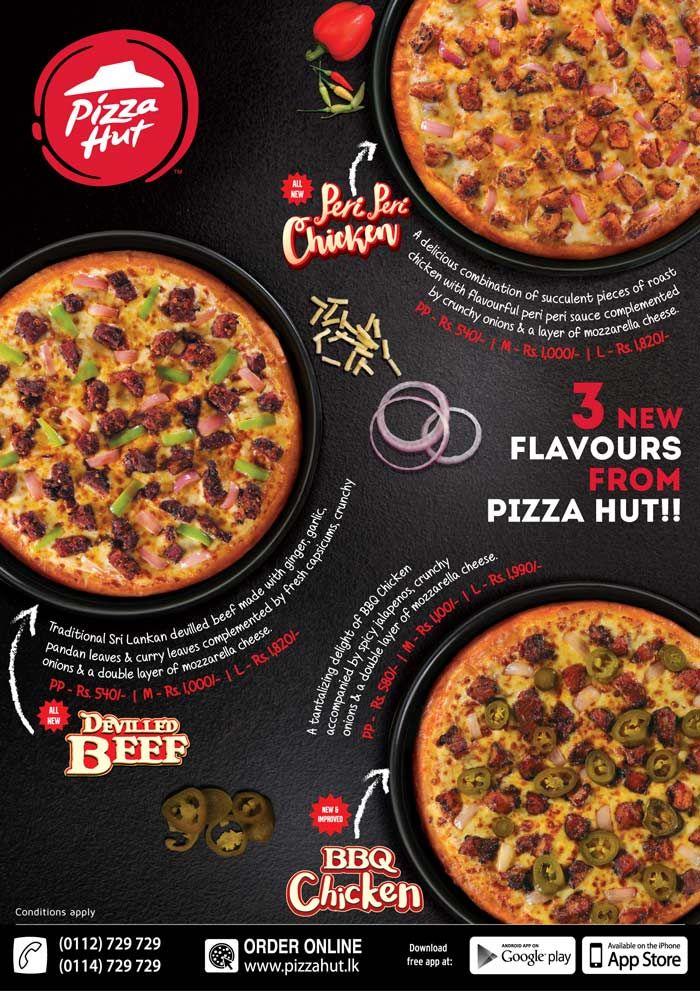 Pizza
Hut
TM
ALL
NEW
Peri Peri
Chicken
A delicious combination of succulent pieces of roast
chicken with flavourful peri peri sauce complemented
by crunchy onions & a layer of mozzarella cheese.
PP - Rs. 540/- | M - Rs. 1,000/- | L - Rs. 1,820/-
3 NEW
FLAVOURS
FROM
PIZZA HUT!!
Traditional Sri Lankan devilled beef made with ginger, garlic,
pandan leaves & curry leaves complemented by fresh capsicums, crunchy
onions & a double layer of mozzarella cheese.
PP - Rs. 540/- | M - Rs. 1,000/- | L - Rs. 1,820/-
ALL
NEW
DEVILLED
BEEF
A tantalizing delight of BBQ Chicken
accompanied by spicy jalapenos, crunchy
onions & a double layer of mozzarella cheese.
PP - Rs. 580/- | M - Rs. 1,100/- | L - Rs. 1,990/-
NEW &
IMPROVED
BBQ
Chicken
Conditions apply
(0112) 729 729
(0114) 729 729
ORDER ONLINE
www.pizzahut.lk
Download
free app at:
ANDROID APP ON
Google play
Available on the iPhone
App Store